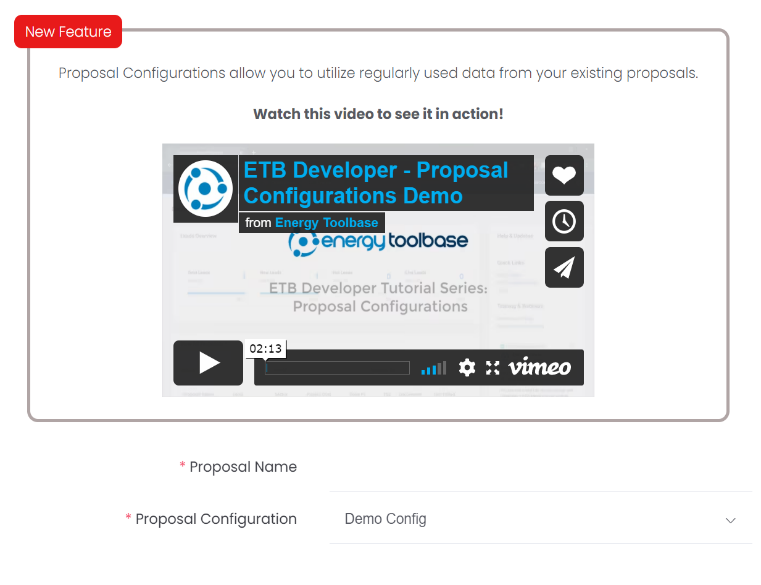 New Feature
Proposal Configurations allow you to utilize regularly used data from your existing proposals.
Watch this video to see it in action!
ETB Developer - Proposal
Configurations Demo
from Energy Toolbase
energy toolbase
ETB Developer Tutorial Series:
Proposal Configurations
02:13
vimeo
* Proposal Name
* Proposal Configuration
Demo Config